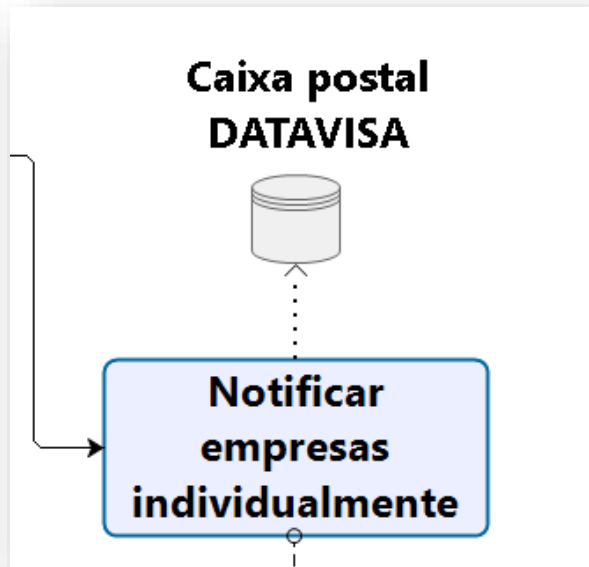 Caixa postal
DATAVISA
Notificar
empresas
individualmente